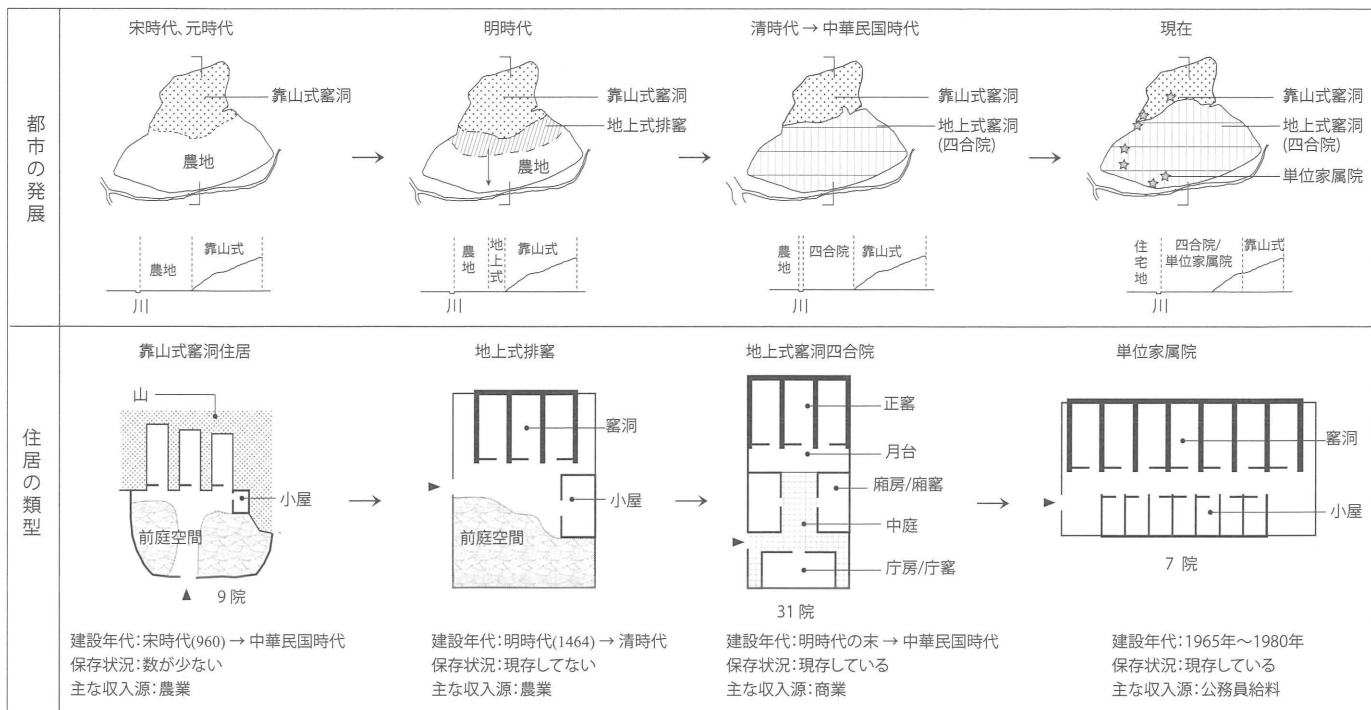 都市の発展
宋時代、元時代
靠山式窰洞
農地
農地
靠山式
川
明時代
靠山式窰洞
地上式排窰
農地
農地
地上式
靠山式
川
清時代 → 中華民国時代
靠山式窰洞
地上式窰洞
(四合院)
農地
四合院
靠山式
川
現在
靠山式窰洞
地上式窰洞
(四合院)
単位家属院
住宅地
四合院/
単位家属院
靠山式
川
住居の類型
靠山式窰洞住居
山
小屋
前庭空間
9 院
建設年代:宋時代(960) → 中華民国時代
保存状況:数が少ない
主な収入源:農業
地上式排窰
窰洞
小屋
前庭空間
建設年代:明時代(1464) → 清時代
保存状況:現存してない
主な収入源:農業
地上式窰洞四合院
正窰
月台
廂房/廂窰
中庭
庁房/庁窰
31 院
建設年代:明時代の末 → 中華民国時代
保存状況:現存している
主な収入源:商業
単位家属院
窰洞
小屋
7 院
建設年代:1965年～1980年
保存状況:現存している
主な収入源:公務員給料